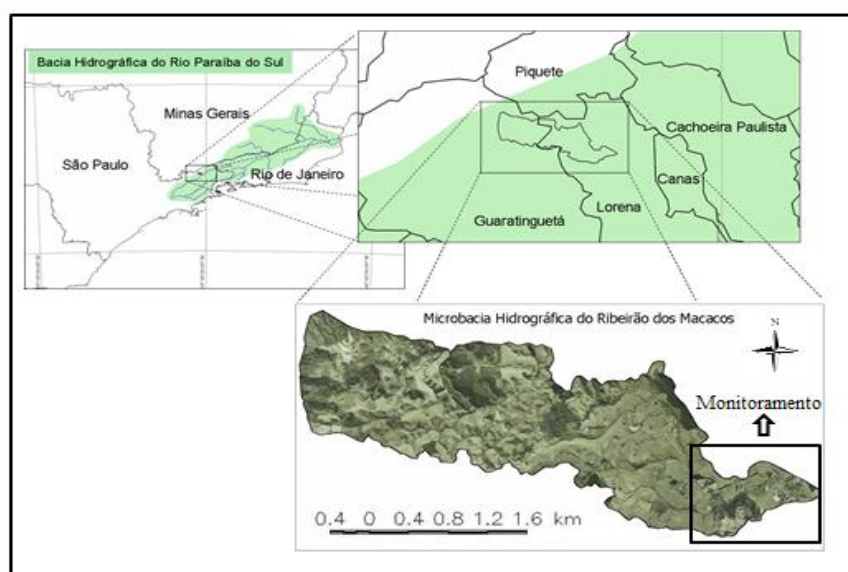 Bacia Hidrográfica do Rio Paraíba do Sul
Minas Gerais
São Paulo
Rio de Janeiro
Piquete
Cachoeira Paulista
Canas
Lorena
Guaratinguetá
Microbacia Hidrográfica do Ribeirão dos Macacos
N
Monitoramento
0.4 0 0.4 0.8 1.2 1.6 km